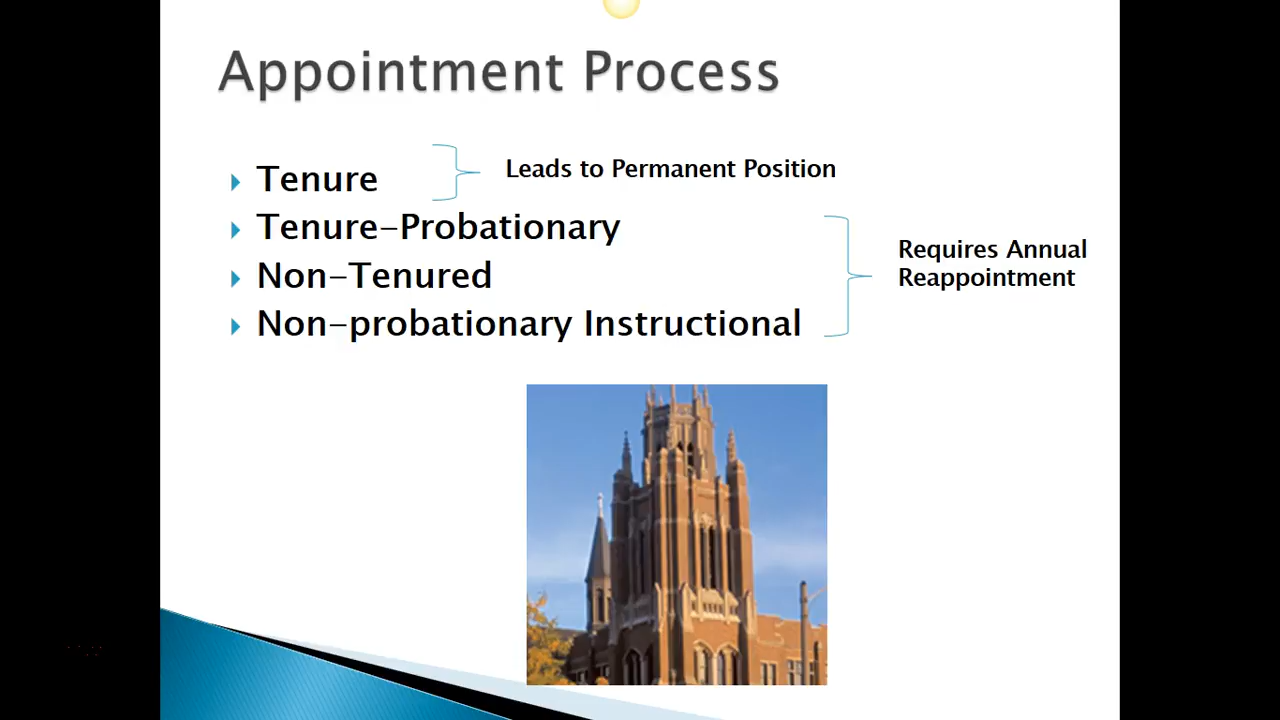 Appointment Process
Tenure
Leads to Permanent Position
Tenure-Probationary
Non-Tenured
Non-probationary Instructional
Requires Annual
Reappointment